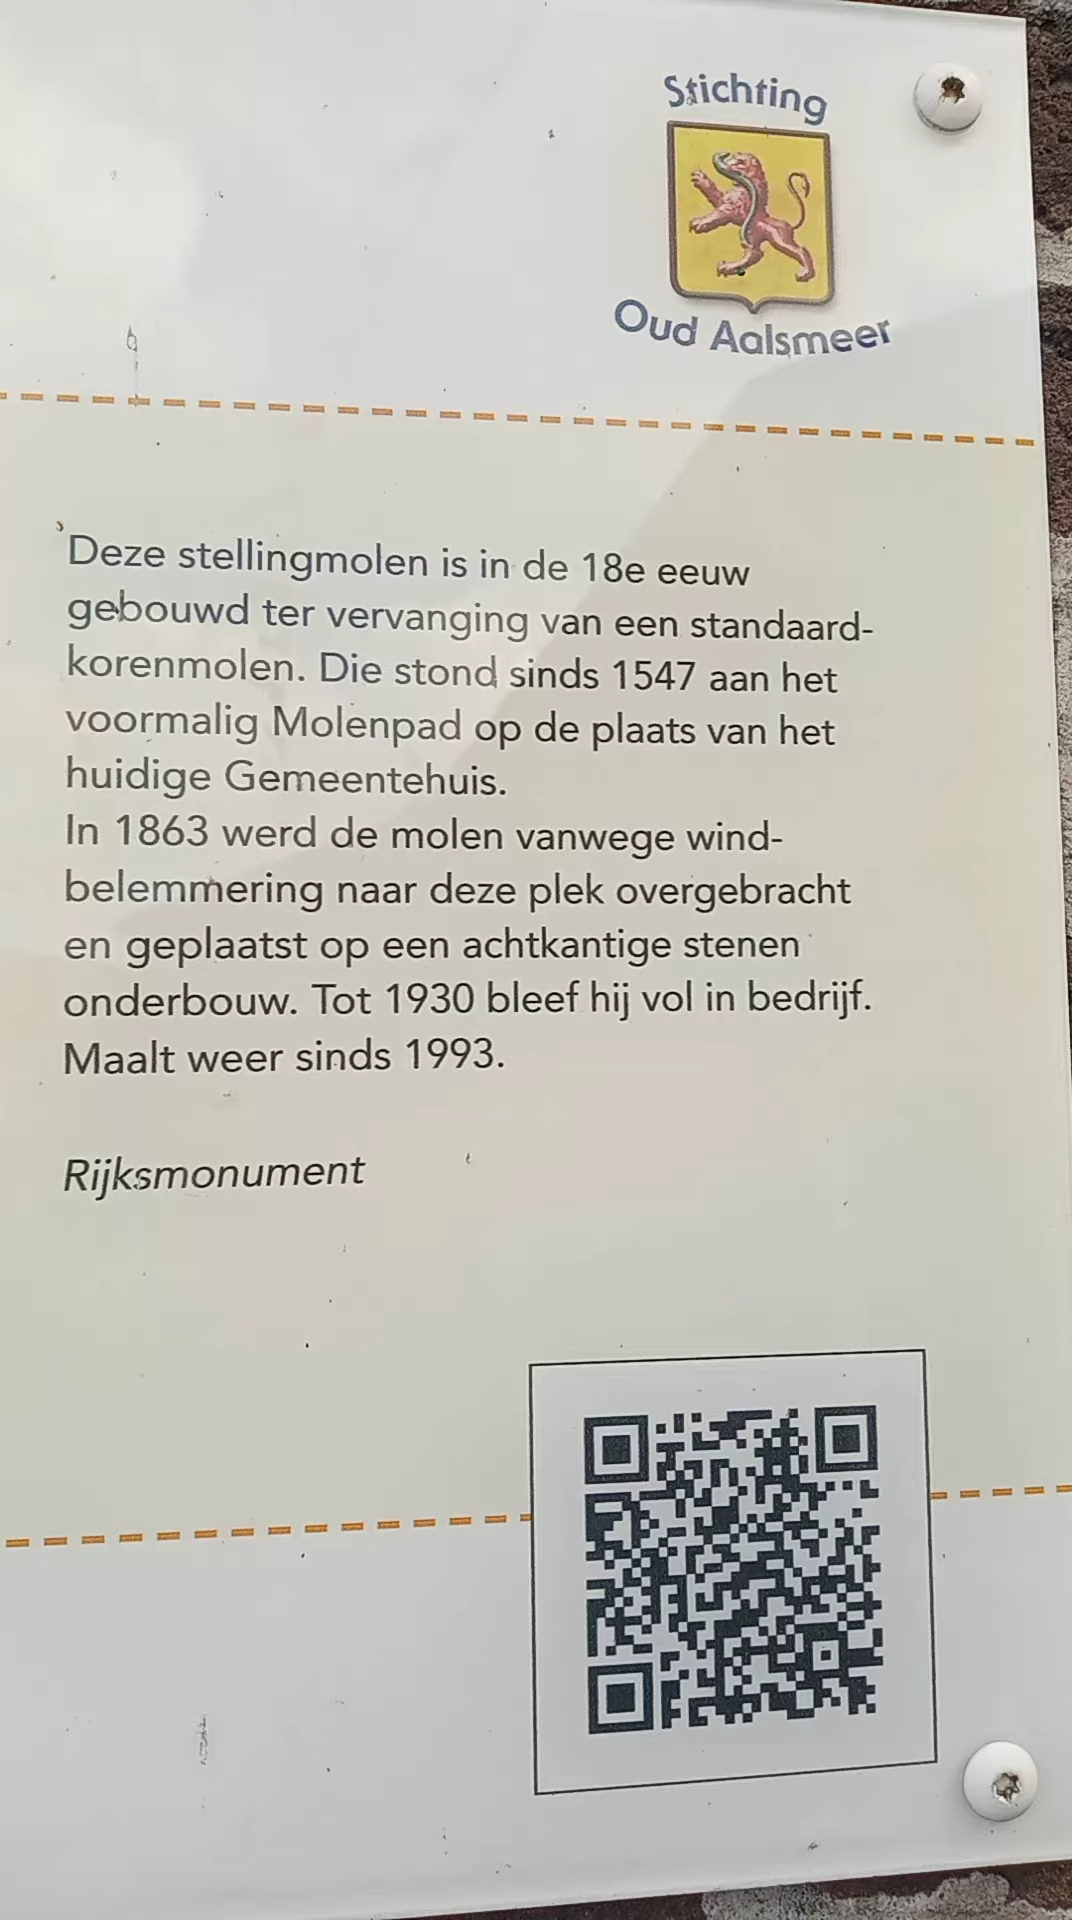 Stichting
Oud Aalsmeer
Deze stellingmolen is in de 18e eeuw
gebouwd ter vervanging van een standaard-
korenmolen. Die stond sinds 1547 aan het
voormalig Molenpad op de plaats van het
huidige Gemeentehuis.
In 1863 werd de molen vanwege wind-
belemmering naar deze plek overgebracht
en geplaatst op een achtkantige stenen
onderbouw. Tot 1930 bleef hij vol in bedrijf.
Maalt weer sinds 1993.
Rijksmonument